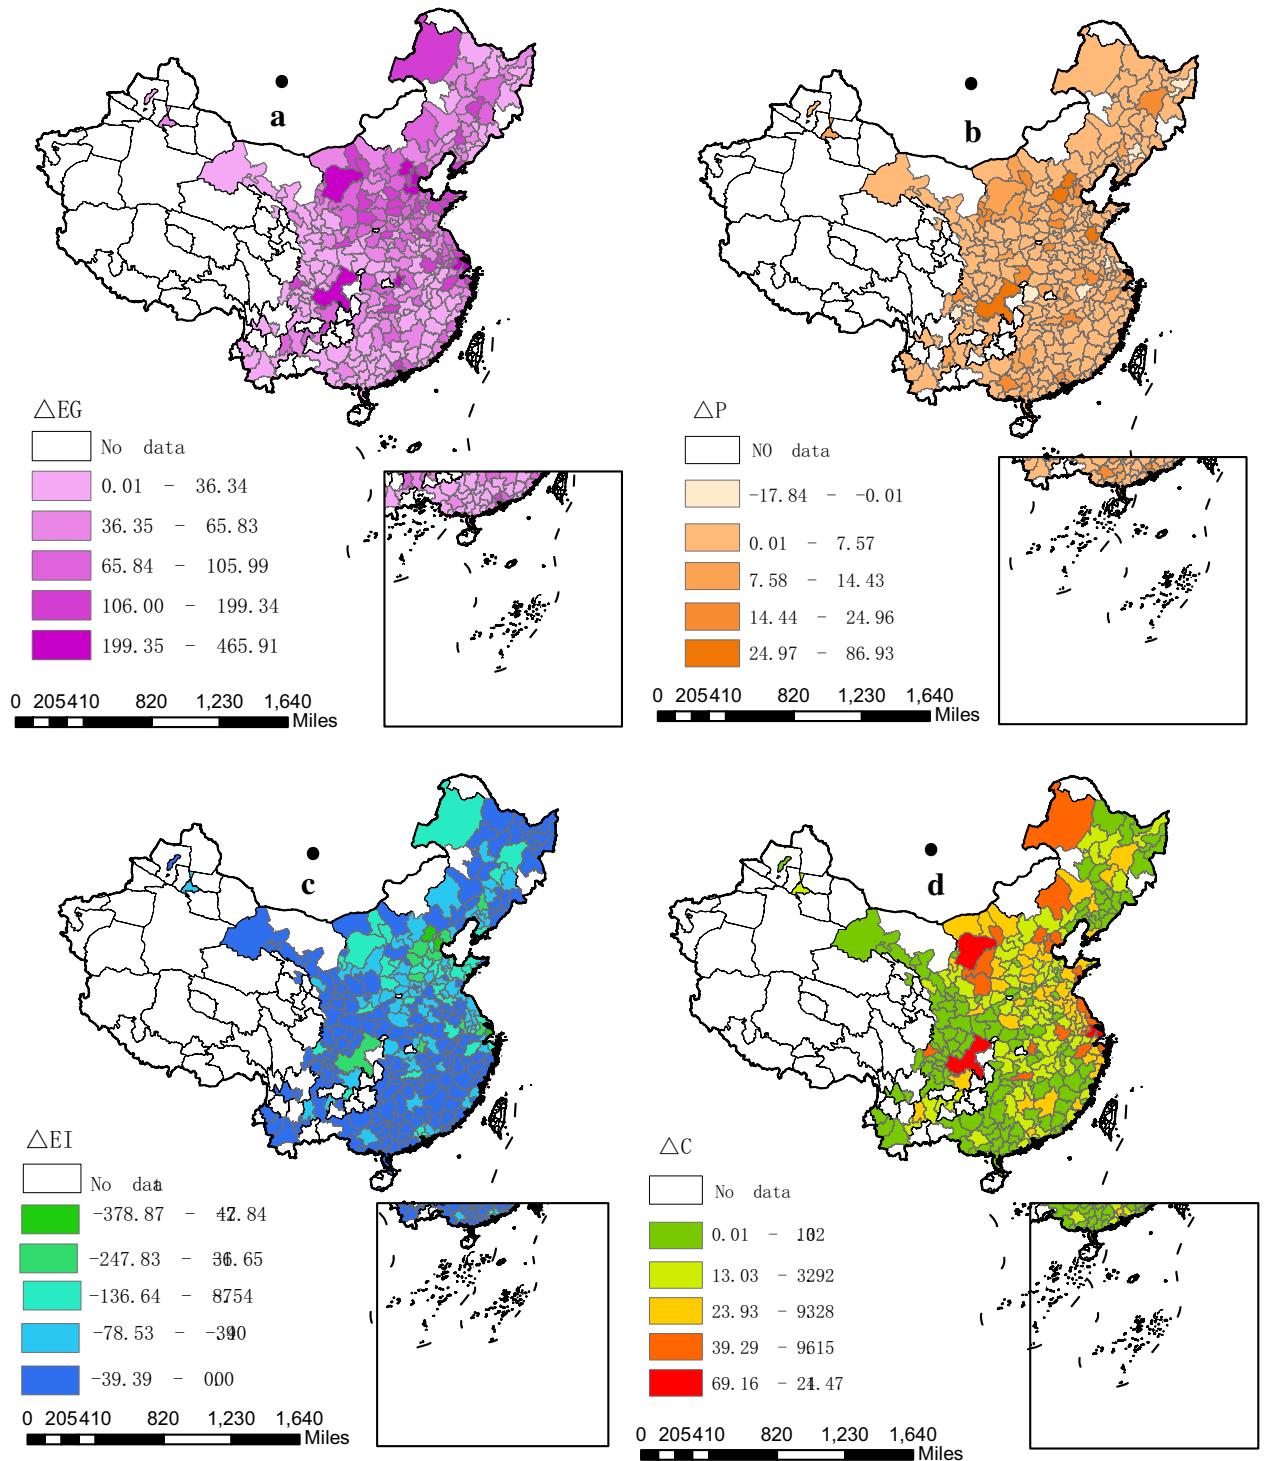 a
△EG
No data
0.01 - 36.34
36.35 - 65.83
65.84 - 105.99
106.00 - 199.34
199.35 - 465.91
0 205410 820 1,230 1,640
Miles
b
△P
NO data
-17.84 - -0.01
0.01 - 7.57
7.58 - 14.43
14.44 - 24.96
24.97 - 86.93
0 205410 820 1,230 1,640
Miles
c
△EI
No data
-378.87 -
-247.83 -
-136.64 -
-78.53 -
-39.39 -
0 205410 820 1,230 1,640
Miles
d
△C
No data
0.01 -
13.03 -
23.93 -
39.29 -
69.16 -
0 205410 820 1,230 1,640
Miles